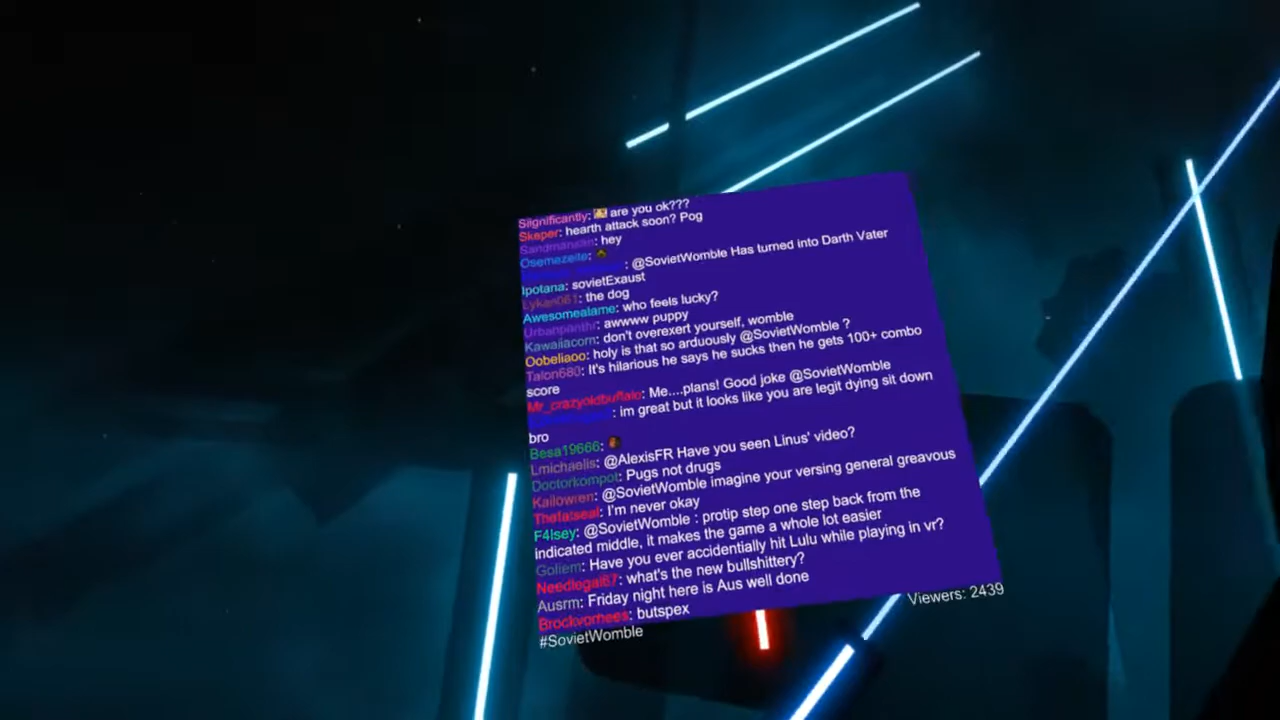 Siignificantly: are you ok???
Skeper: hearth attack soon? Pog
Sandmanzen: hey
Osemezeite:
: @SovietWomble Has turned into Darth Vater
Ipotana: sovietExaust
Lykan061: the dog
Awesomealame: who feels lucky?
Urbanpanthr: awwww puppy
Kawaiiacorn: don't overexert yourself, womble
Oobeliaoo: holy is that so arduously @SovietWomble ?
Talon680: It's hilarious he says he sucks then he gets 100+ combo
score
Mr_crazyoldbuffalo: Me....plans! Good joke @SovietWomble
: im great but it looks like you are legit dying sit down
bro
Besa19666:
Lmichaelis: @AlexisFR Have you seen Linus' video?
Doctorkompot: Pugs not drugs
Kailowren: @SovietWomble imagine your versing general greavous
Thefatseal: I'm never okay
F4lsey: @SovietWomble : protip step one step back from the
indicated middle, it makes the game a whole lot easier
Goliem: Have you ever accidentially hit Lulu while playing in vr?
Needlogal67: what's the new bullshittery?
Ausrm: Friday night here is Aus well done
Brockvorhees: butspex
#SovietWomble
Viewers: 2439